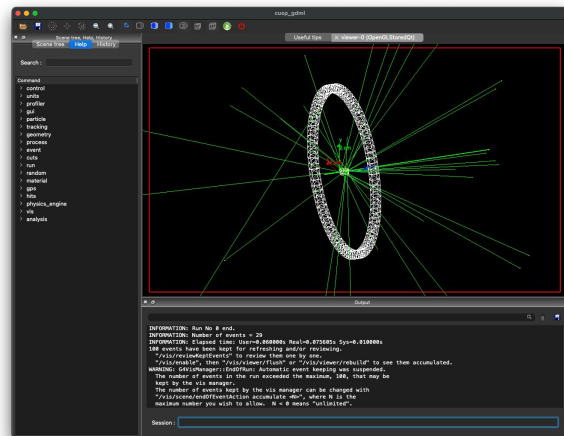 cusp_gdml
Scene tree, Help, History
Scene tree Help History
Useful tips × viewer-0 (OpenGLStoredQt)
Search :
Command
control
units
profiler
gui
particle
tracking
geometry
process
event
cuts
run
random
material
gps
hits
physics_engine
vis
analysis
Output
INFORMATION: Run No 0 end.
INFORMATION: Number of events = 29
INFORMATION: Elapsed time: User=0.060000s Real=0.075605s Sys=0.010000s
100 events have been kept for refreshing and/or reviewing.
"/vis/reviewKeptEvents" to review them one by one.
"/vis/enable", then "/vis/viewer/flush" or "/vis/viewer/rebuild" to see them accumulated.
WARNING: G4VisManager::EndOfRun: Automatic event keeping was suspended.
The number of events in the run exceeded the maximum, 100, that may be
kept by the vis manager.
The number of events kept by the vis manager can be changed with
"/vis/scene/endOfEventAction accumulate <N>", where N is the
maximum number you wish to allow. N < 0 means "unlimited".
Session :